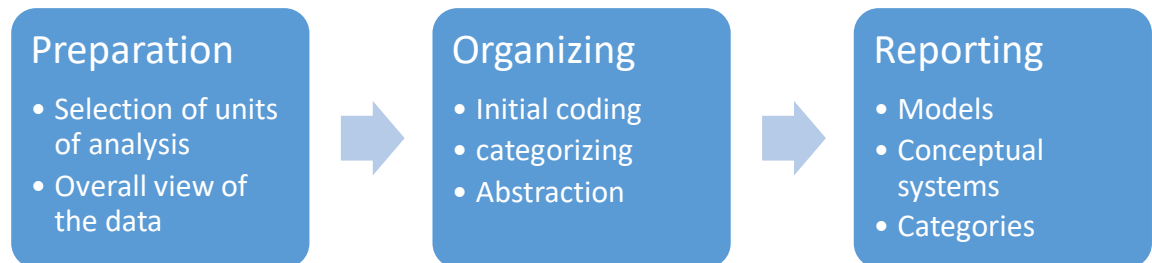 Preparation
• Selection of units
of analysis
• Overall view of
the data
Organizing
• Initial coding
• categorizing
• Abstraction
Reporting
• Models
• Conceptual
systems
• Categories